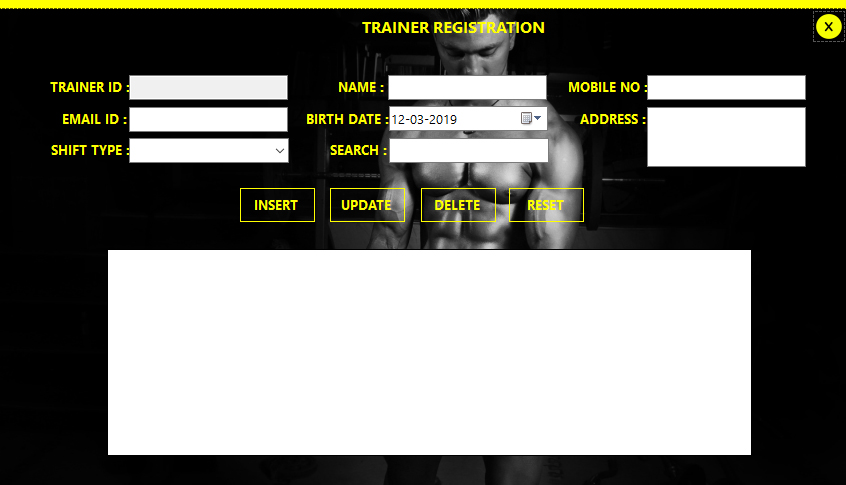 TRAINER REGISTRATION
X
TRAINER ID :
NAME :
MOBILE NO :
EMAIL ID :
BIRTH DATE :
12-03-2019
ADDRESS :
SHIFT TYPE :
SEARCH :
INSERT
UPDATE
DELETE
RESET